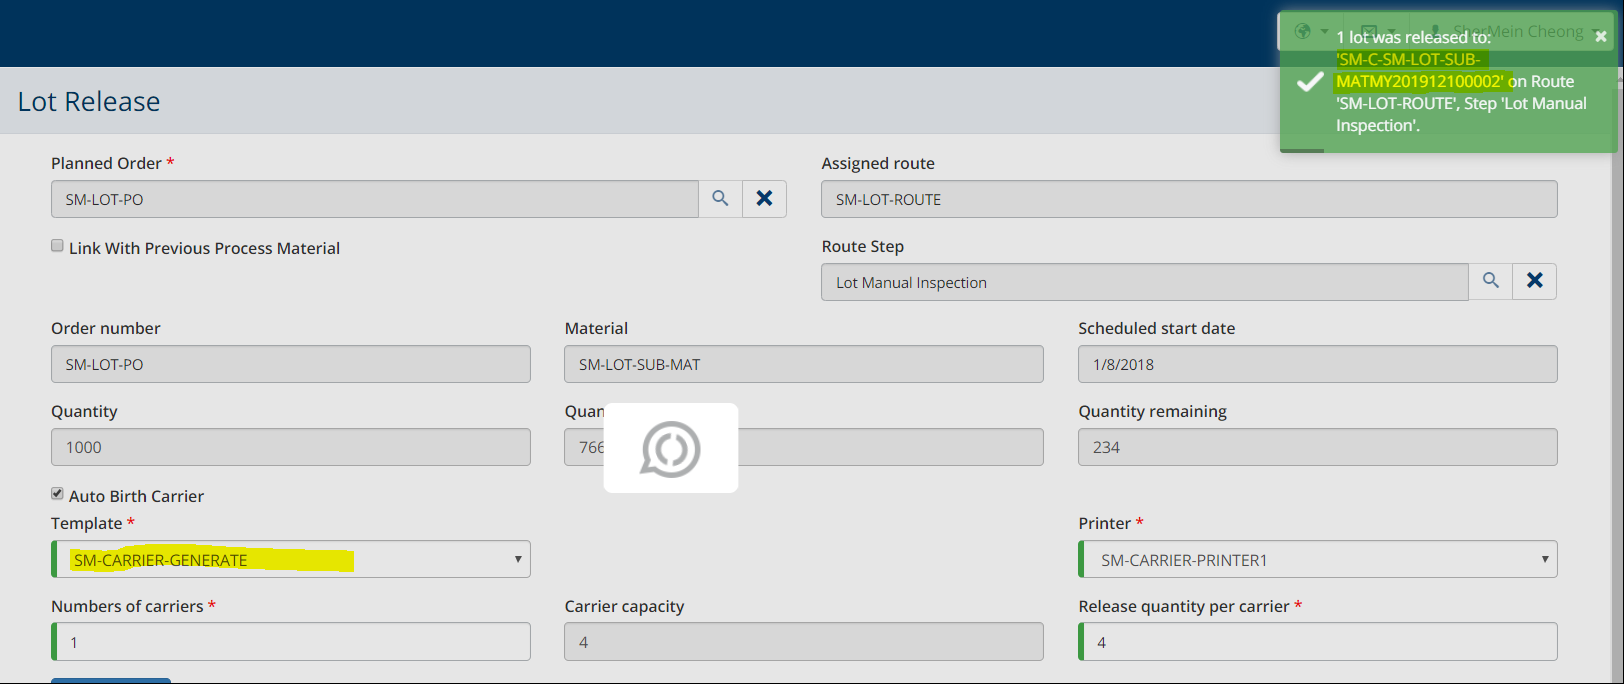 SherMein Cheong
1 lot was released to:
'SM-C-SM-LOT-SUB-
MATMY201912100002' on Route
'SM-LOT-ROUTE', Step 'Lot Manual
Inspection'.
Lot Release
Planned Order *
Assigned route
SM-LOT-PO
SM-LOT-ROUTE
Link With Previous Process Material
Route Step
Lot Manual Inspection
Order number
Material
Scheduled start date
SM-LOT-PO
SM-LOT-SUB-MAT
1/8/2018
Quantity
Quan
Quantity remaining
1000
766
234
Auto Birth Carrier
Template *
Printer *
SM-CARRIER-GENERATE
SM-CARRIER-PRINTER1
Numbers of carriers *
Carrier capacity
Release quantity per carrier *
1
4
4